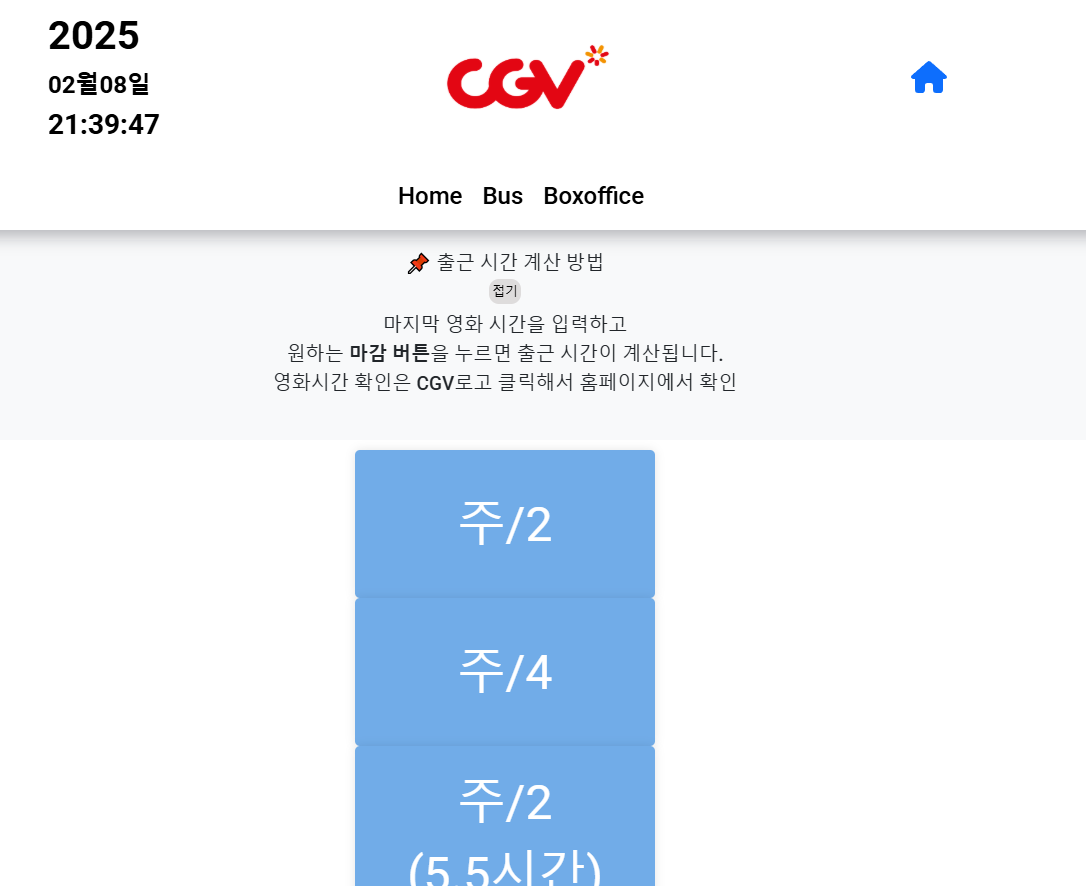 2025
02월08일
21:39:47
CGV
Home Bus Boxoffice
출근 시간 계산 방법
접기
마지막 영화 시간을 입력하고
원하는 마감 버튼을 누르면 출근 시간이 계산됩니다.
영화시간 확인은 CGV로고 클릭해서 홈페이지에서 확인
주/2
주/4
주/2
(5.5시간)